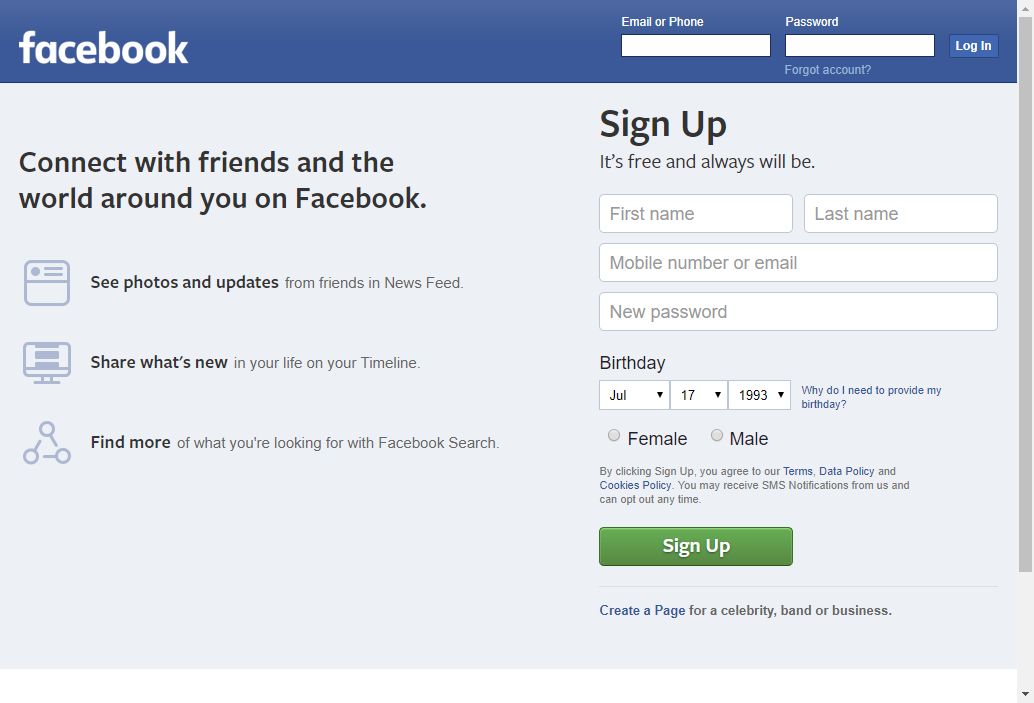 facebook
Email or Phone
Password
Log In
Forgot account?
Connect with friends and the
world around you on Facebook.
See photos and updates from friends in News Feed.
Share what's new in your life on your Timeline.
Find more of what you're looking for with Facebook Search.
Sign Up
It's free and always will be.
First name
Last name
Mobile number or email
New password
Birthday
Jul
17
1993
Why do I need to provide my
birthday?
Female
Male
By clicking Sign Up, you agree to our Terms, Data Policy and
Cookies Policy. You may receive SMS Notifications from us and
can opt out any time.
Sign Up
Create a Page for a celebrity, band or business.